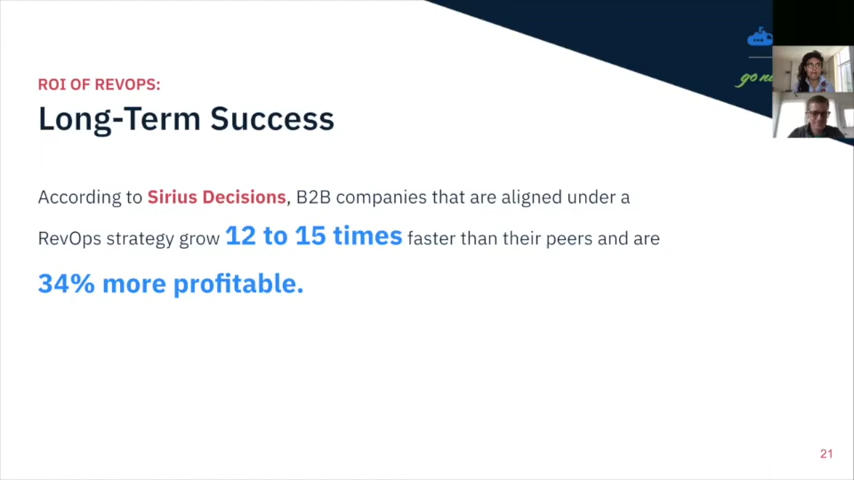 ROI OF REVOPS:
Long-Term Success
According to Sirius Decisions, B2B companies that are aligned under a
RevOps strategy grow 12 to 15 times faster than their peers and are
34% more profitable.
21